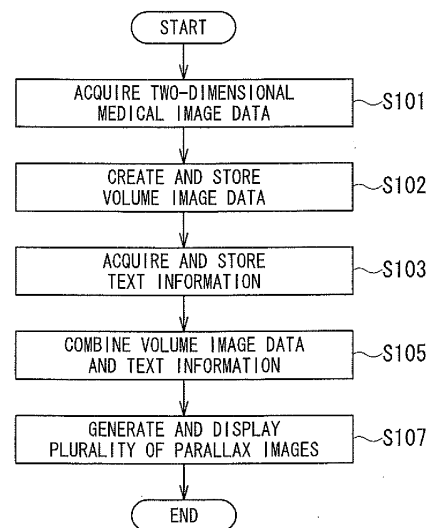 START
ACQUIRE TWO-DIMENSIONAL
MEDICAL IMAGE DATA
S101
CREATE AND STORE
VOLUME IMAGE DATA
S102
ACQUIRE AND STORE
TEXT INFORMATION
S103
COMBINE VOLUME IMAGE DATA
AND TEXT INFORMATION
S105
GENERATE AND DISPLAY
PLURALITY OF PARALLAX IMAGES
S107
END